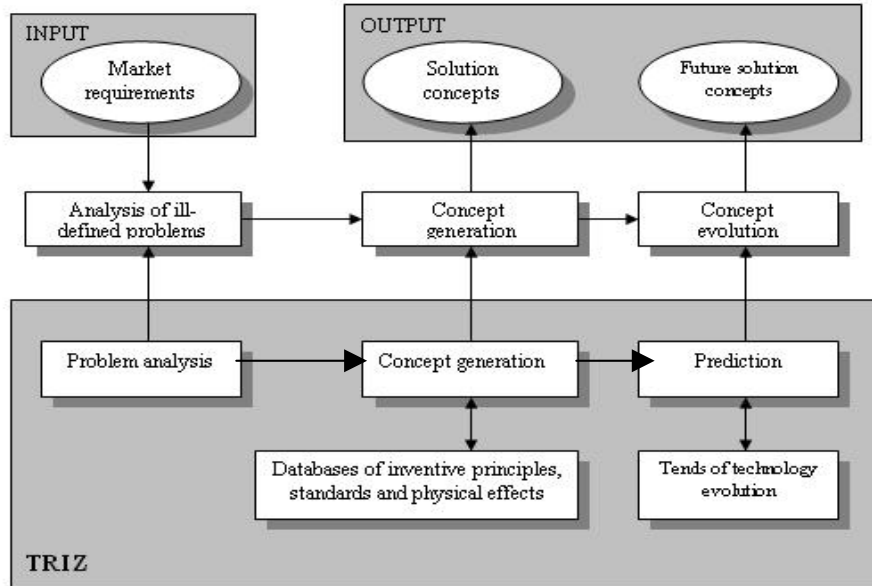 INPUT
Market
requirements
OUTPUT
Solution
concepts
Future solution
concepts
Analysis of ill-
defined problems
Concept
generation
Concept
evolution
Problem analysis
Concept generation
Prediction
Databases of inventive principles,
standards and physical effects
Tends of technology
evolution
TRIZ